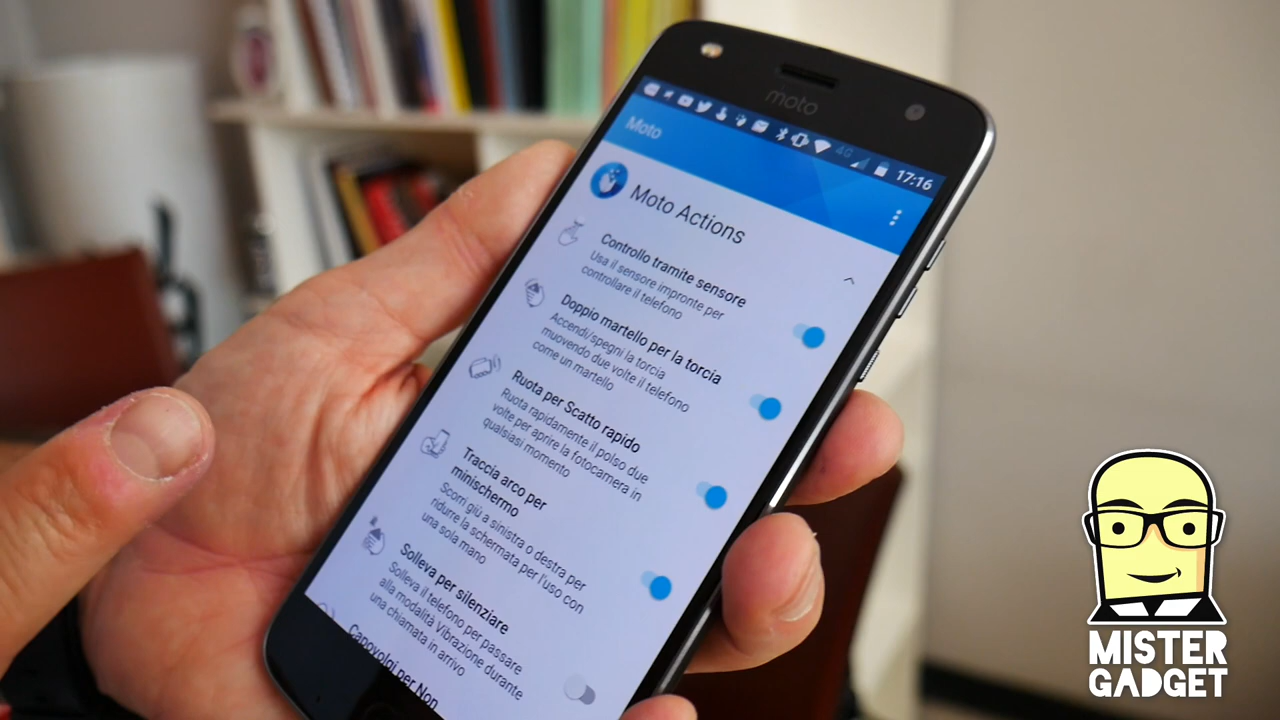 moto
4G
17:16
Moto
Moto Actions
Controllo tramite sensore
Usa il sensore impronte per
controllare il telefono
Doppio martello per la torcia
Accendi/spegni la torcia
muovendo due volte il telefono
come un martello
Ruota per Scatto rapido
Ruota rapidamente il polso due
volte per aprire la fotocamera in
qualsiasi momento
Traccia arco per
minischermo
Scorri giù a sinistra o destra per
ridurre la schermata per l'uso con
una sola mano
Solleva per silenziare
Solleva il telefono per passare
alla modalità Vibrazione durante
una chiamata in arrivo
Capovolgi per Non
MISTER
GADGET